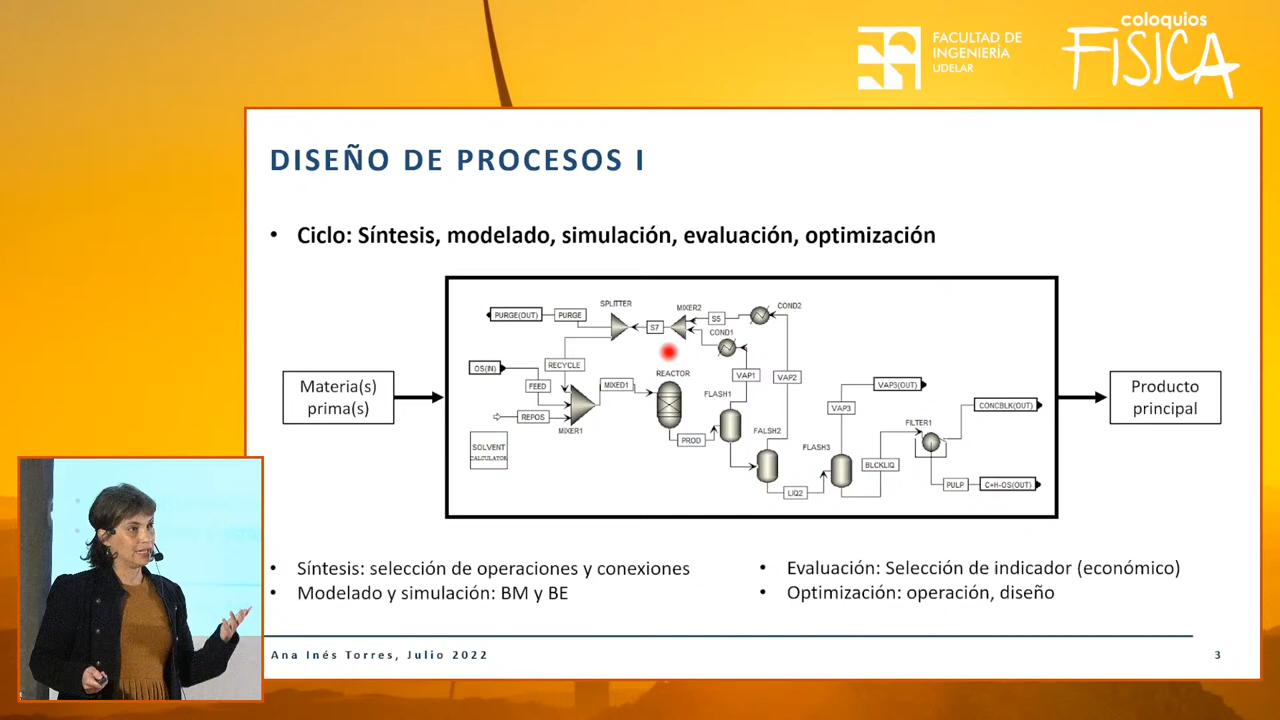 FACULTAD DE
INGENIERÍA
UDELAR
coloquios
FISICA
DISEÑO DE PROCESOS I
• Ciclo: Síntesis, modelado, simulación, evaluación, optimización
Materia(s)
prima(s)
PURGE(OUT)
PURGE
SPLITTER
S7
MIXER2
S5
COND2
COND1
OS(IN)
RECYCLE
FEED
REPOS
MIXER1
MIXED1
REACTOR
PROD
VAP1
VAP2
FLASH1
FALSH2
LIQ2
FLASH3
VAP3
VAP3(OUT)
BLCKLIQ
FILTER1
CONCBLK(OUT)
PULP
C+H-OS(OUT)
SOLVENT
CALCULATOR
Producto
principal
• Síntesis: selección de operaciones y conexiones
• Modelado y simulación: BM y BE
• Evaluación: Selección de indicador (económico)
• Optimización: operación, diseño
Ana Inés Torres, Julio 2022
3